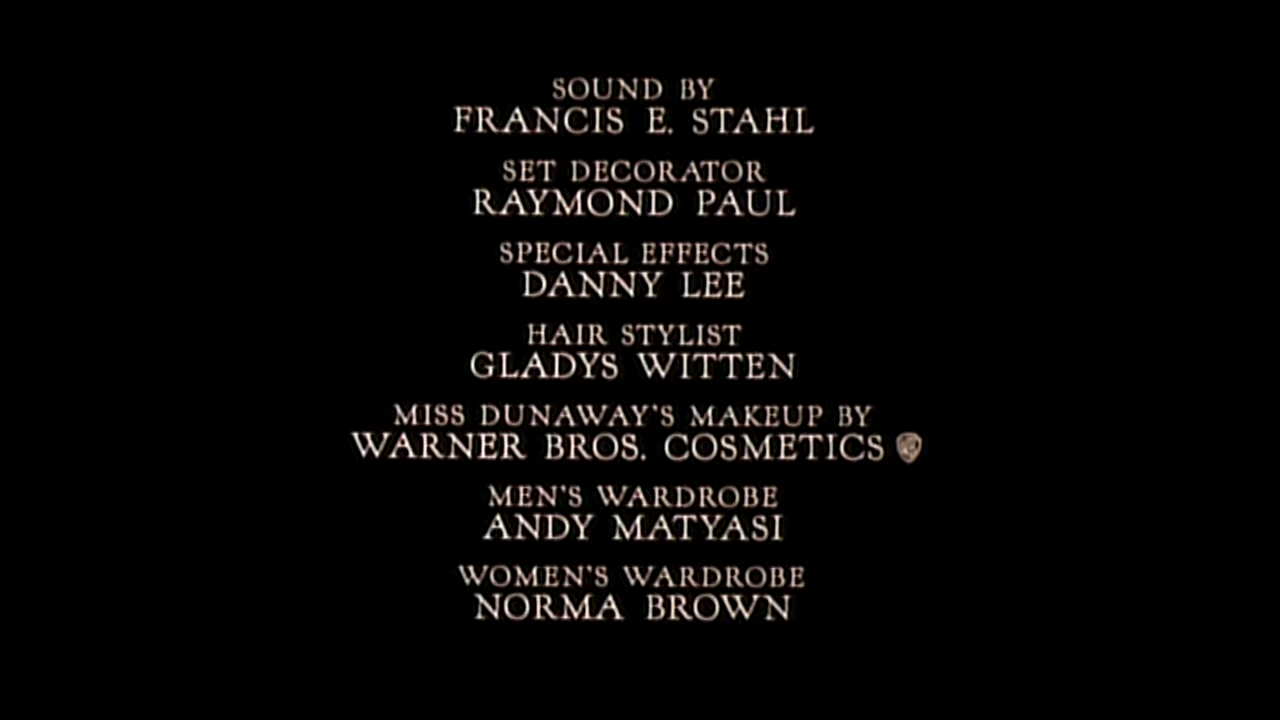 SOUND BY
FRANCIS E. STAHL
SET DECORATOR
RAYMOND PAUL
SPECIAL EFFECTS
DANNY LEE
HAIR STYLIST
GLADYS WITTEN
MISS DUNAWAY'S MAKEUP BY
WARNER BROS. COSMETICS
MEN'S WARDROBE
ANDY MATYASI
WOMEN'S WARDROBE
NORMA BROWN